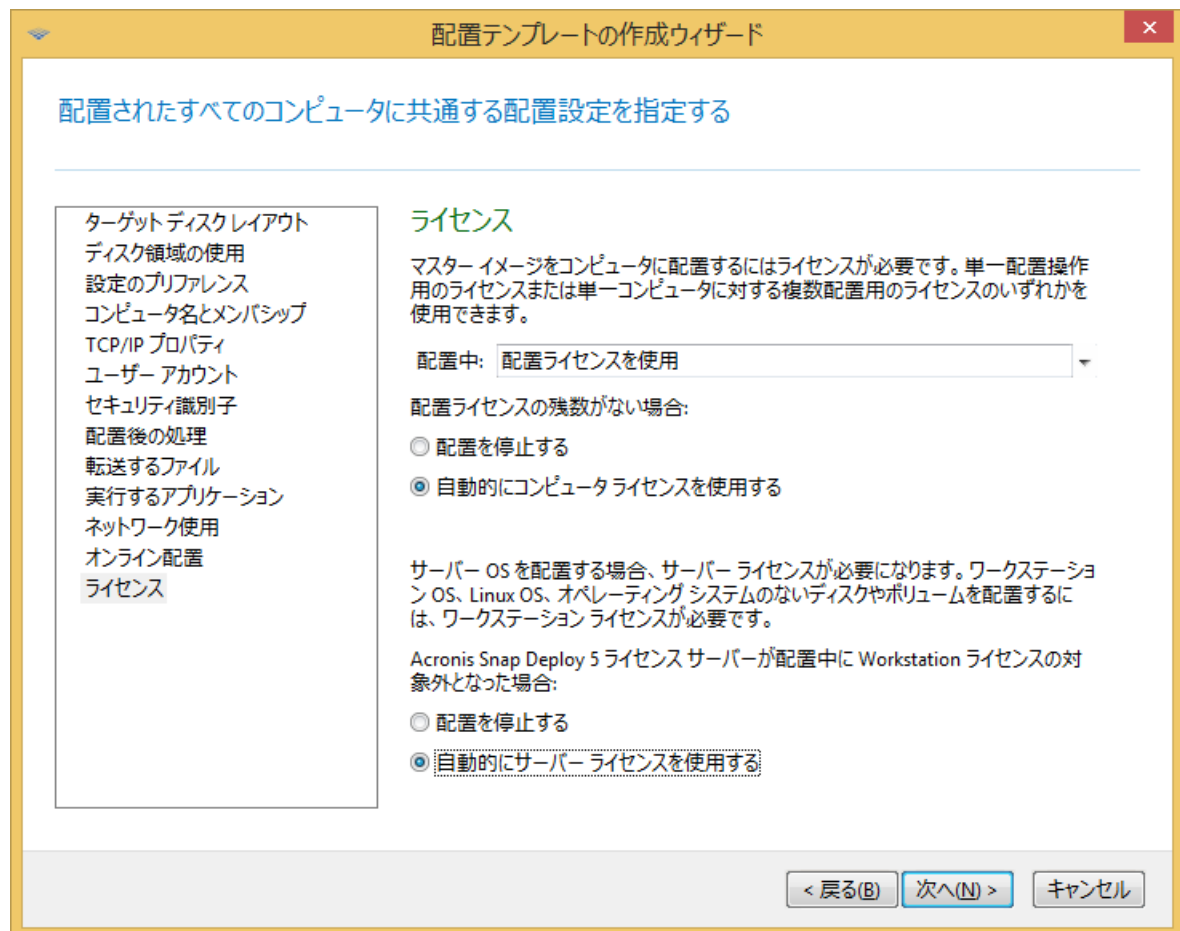 配置テンプレートの作成ウィザード
配置されたすべてのコンピュータに共通する配置設定を指定する
ターゲット ディスク レイアウト
ディスク領域の使用
設定のプリファレンス
コンピュータ名とメンバシップ
TCP/IP プロパティ
ユーザー アカウント
セキュリティ識別子
配置後の処理
転送するファイル
実行するアプリケーション
ネットワーク使用
オンライン配置
ライセンス
ライセンス
マスター イメージをコンピュータに配置するにはライセンスが必要です。単一配置操作
用のライセンスまたは単一コンピュータに対する複数配置用のライセンスのいずれかを
使用できます。
配置中: 配置ライセンスを使用
配置ライセンスの残数がない場合:
配置を停止する
自動的にコンピュータ ライセンスを使用する
サーバー OS を配置する場合、サーバー ライセンスが必要になります。ワークステーショ
ン OS、Linux OS、オペレーティング システムのないディスクやボリュームを配置するに
は、ワークステーション ライセンスが必要です。
Acronis Snap Deploy 5 ライセンス サーバーが配置中に Workstation ライセンスの対
象外となった場合:
配置を停止する
自動的にサーバー ライセンスを使用する
< 戻る(B) 次へ(N) > キャンセル